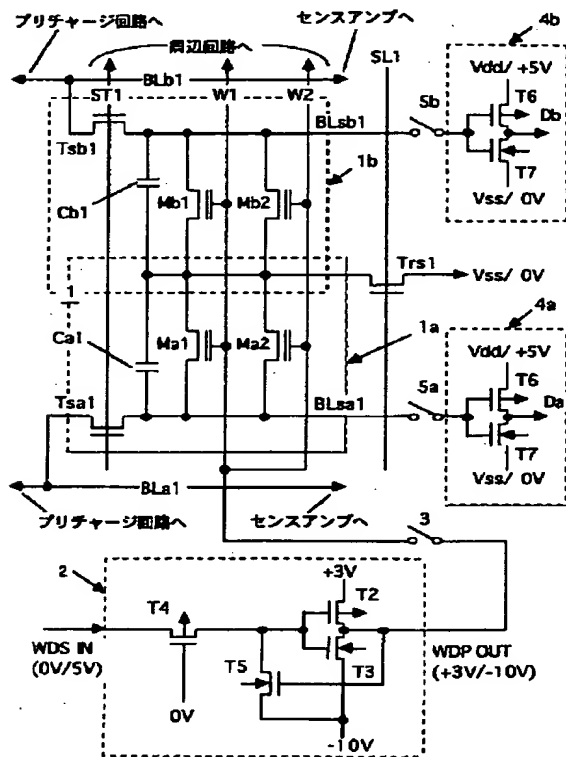 プリチャージ回路へ
周辺回路へ
センスアンプへ
BLb1
SL1
ST1
W1
W2
4b
Vdd/ +5V
T6
Db
T7
Vss/ 0V
Tsb1
BLsb1
Sb
1b
Cb1
Mb1
Mb2
Trs1
Vss/ 0V
1
Ca1
Ma1
Ma2
1a
4a
Vdd/ +5V
T6
Da
T7
Vss/ 0V
Tsa1
BLsa1
Sa
BLa1
プリチャージ回路へ
センスアンプへ
3
2
+3V
T4
T2
WDS IN
(0V/5V)
T5
T3
WDP OUT
(+3V/-10V)
0V
-10V